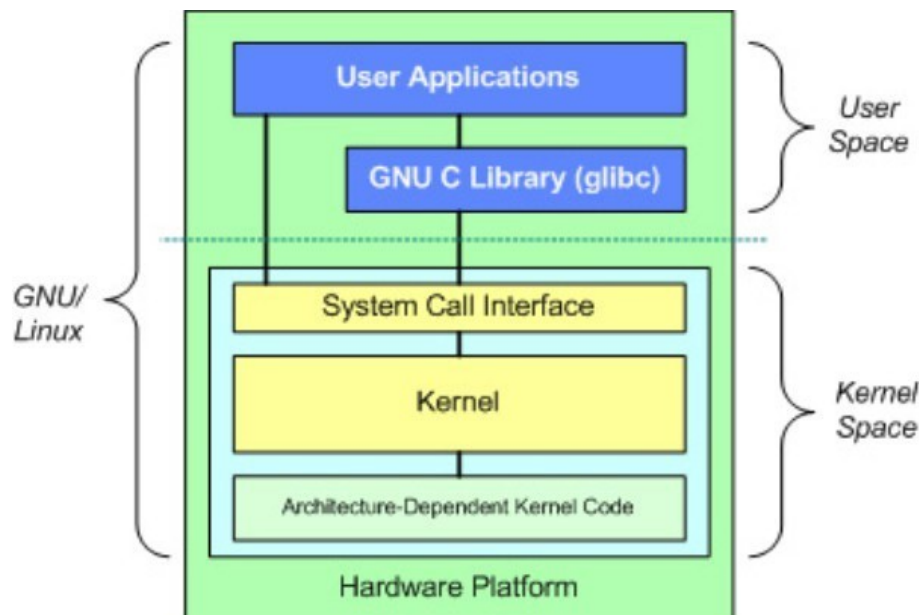 User Applications
GNU C Library (glibc)
User
Space
GNU/
Linux
System Call Interface
Kernel
Kernel
Space
Architecture-Dependent Kernel Code
Hardware Platform